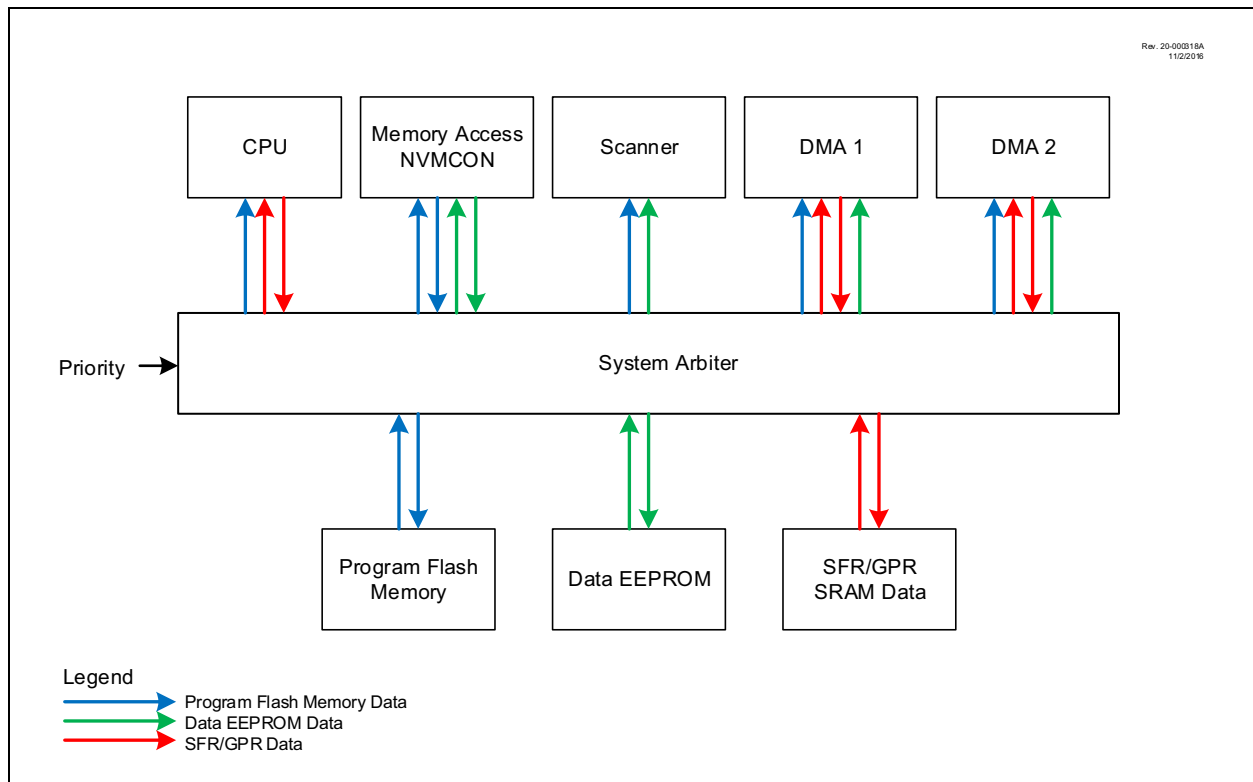 Rev. 20-000318A
11/2/2016
CPU
Memory Access
NVMCON
Scanner
DMA 1
DMA 2
Priority
System Arbiter
Program Flash
Memory
Data EEPROM
SFR/GPR
SRAM Data
Legend
Program Flash Memory Data
Data EEPROM Data
SFR/GPR Data